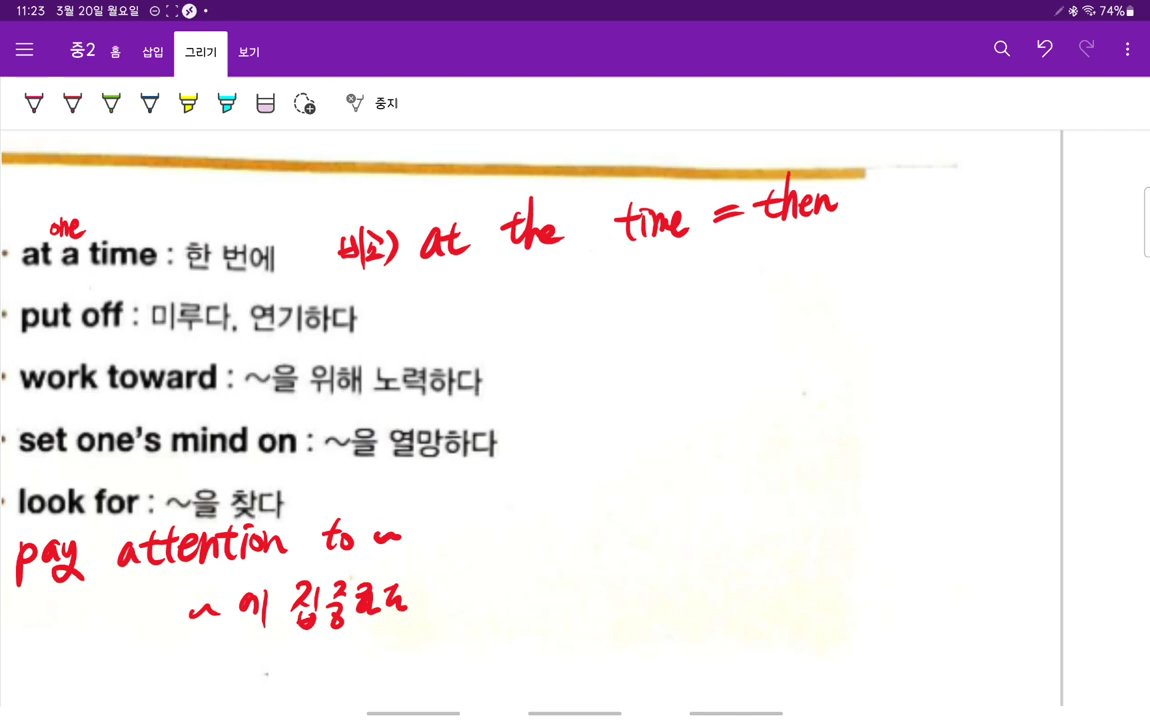 11:23 3월 20일 월요일 74%
중2 홈 삽입 그리기 보기
중지
one
비교) at the time = then
• at a time : 한 번에
• put off : 미루다, 연기하다
• work toward : ~을 위해 노력하다
• set one's mind on : ~을 열망하다
• look for : ~을 찾다
pay attention to ~
~에 집중